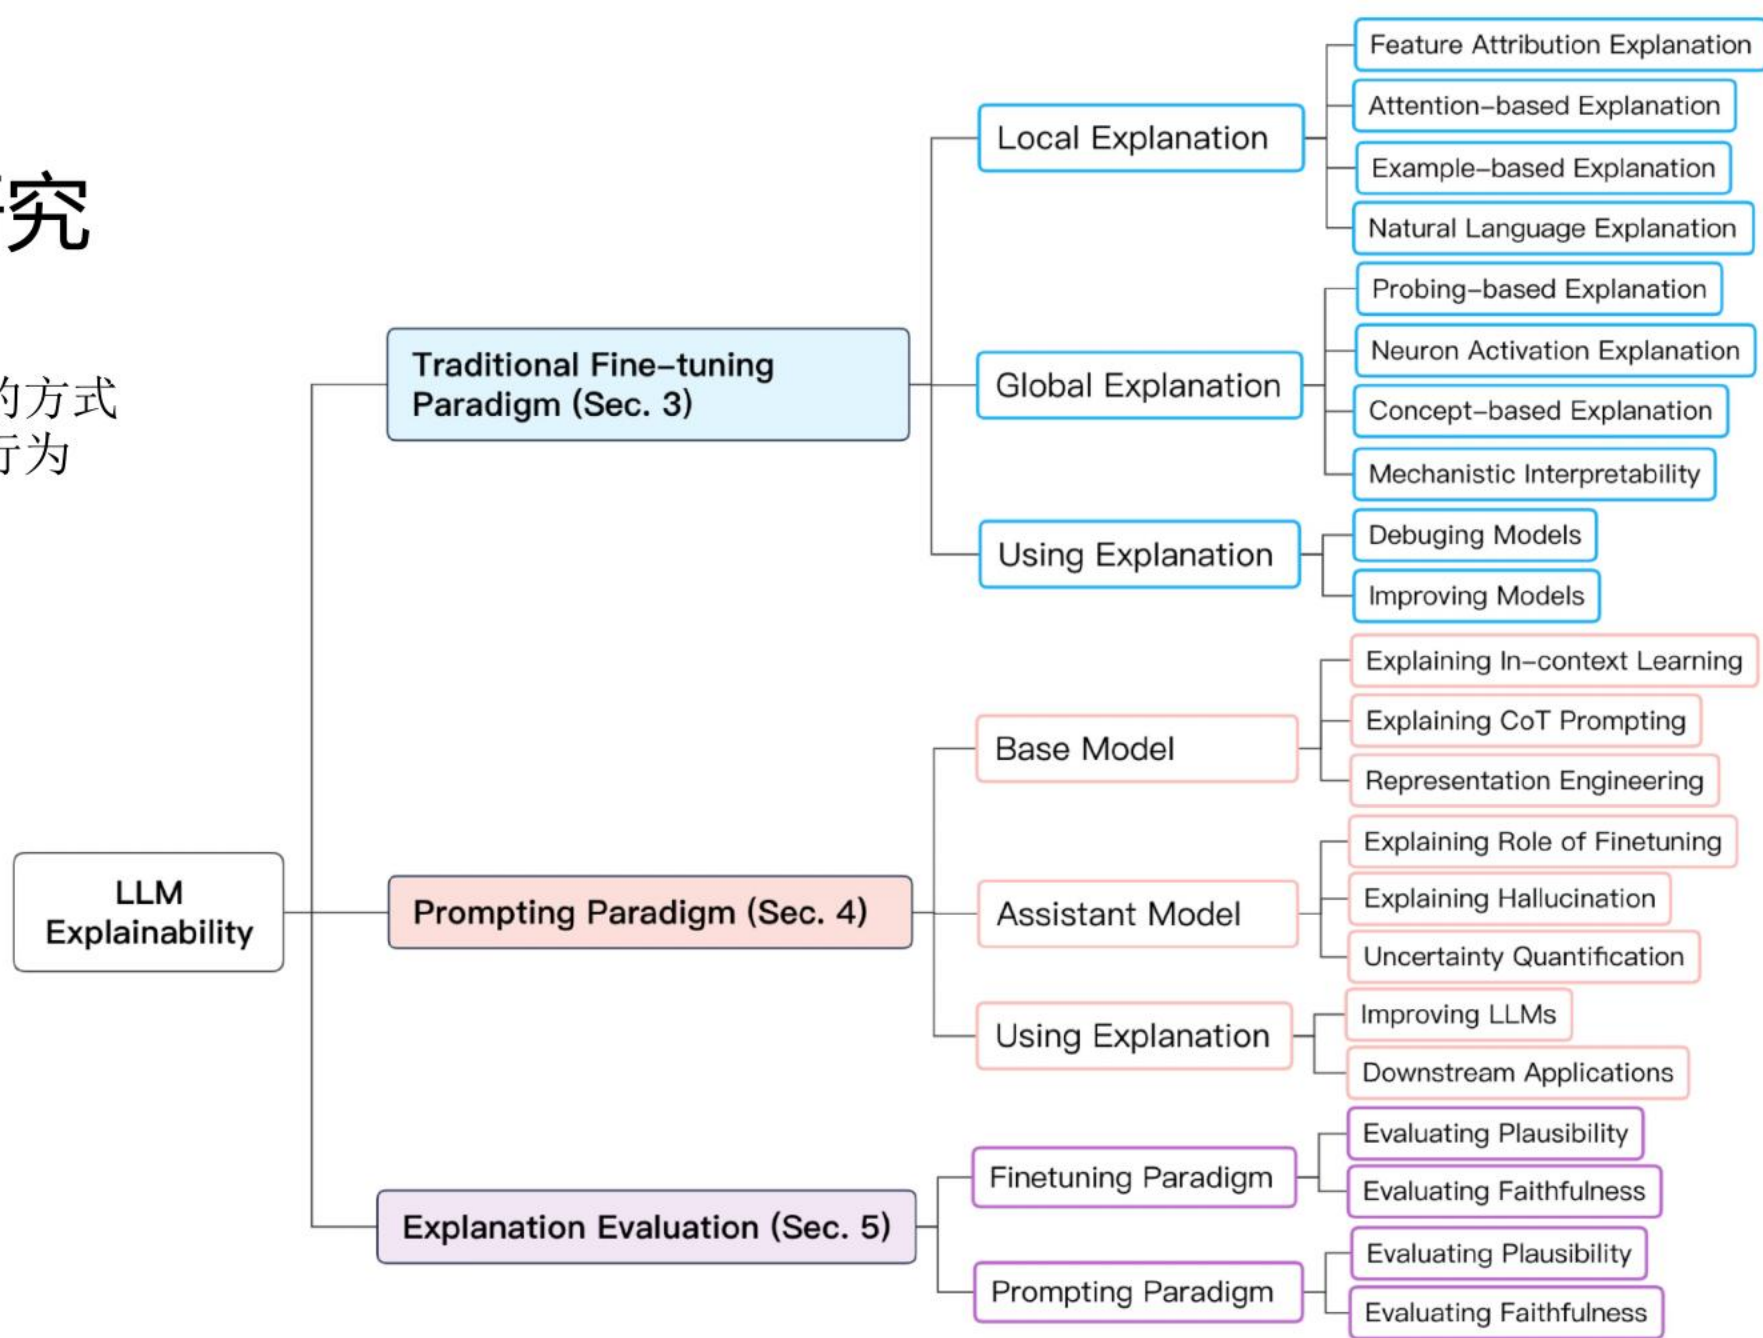 究
的方式
行为
LLM
Explainability
Traditional Fine-tuning
Paradigm (Sec. 3)
Local Explanation
Feature Attribution Explanation
Attention-based Explanation
Example-based Explanation
Natural Language Explanation
Global Explanation
Probing-based Explanation
Neuron Activation Explanation
Concept-based Explanation
Mechanistic Interpretability
Using Explanation
Debuging Models
Improving Models
Prompting Paradigm (Sec. 4)
Base Model
Explaining In-context Learning
Explaining CoT Prompting
Representation Engineering
Assistant Model
Explaining Role of Finetuning
Explaining Hallucination
Uncertainty Quantification
Using Explanation
Improving LLMs
Downstream Applications
Explanation Evaluation (Sec. 5)
Finetuning Paradigm
Evaluating Plausibility
Evaluating Faithfulness
Prompting Paradigm
Evaluating Plausibility
Evaluating Faithfulness